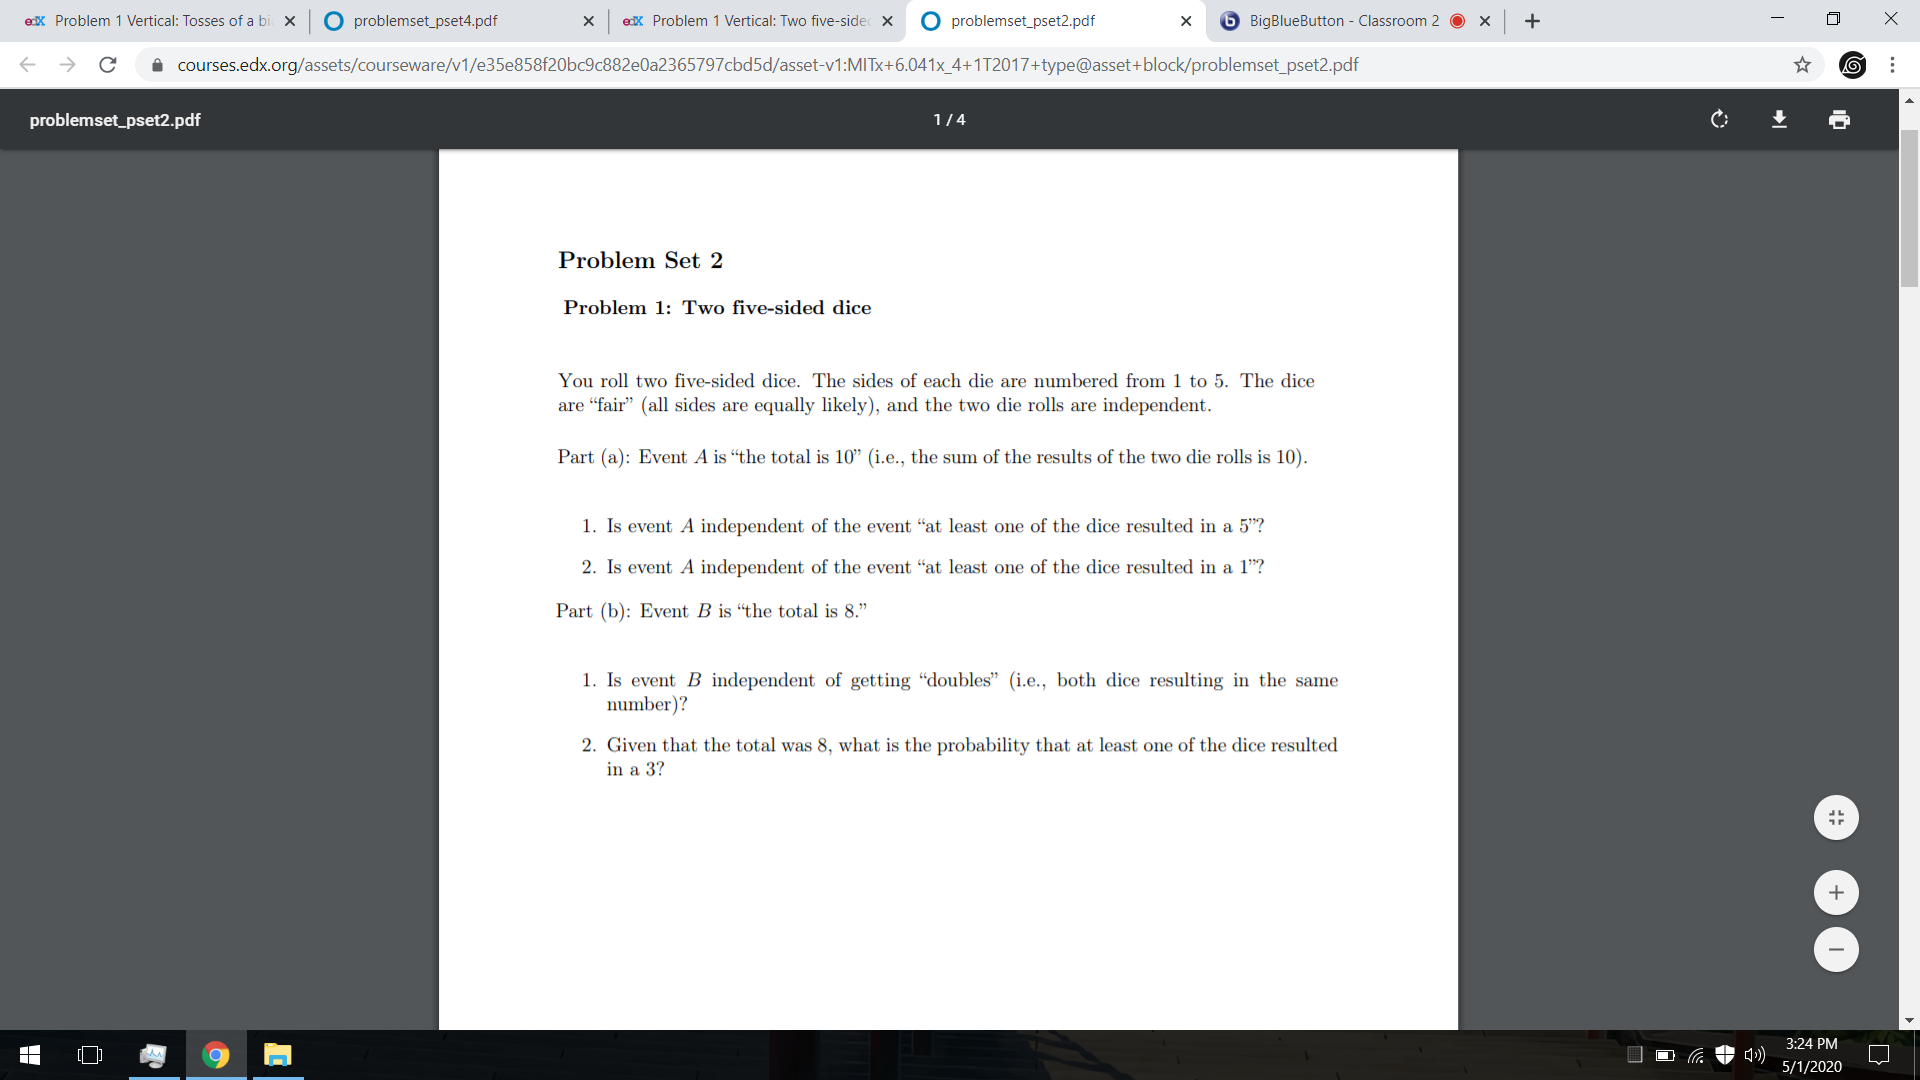 edX Problem 1 Vertical: Tosses of a bi
problemset_pset4.pdf
edX Problem 1 Vertical: Two five-sided
problemset_pset2.pdf
b BigBlueButton - Classroom 2
courses.edx.org/assets/courseware/v1/e35e858f20bc9c882e0a2365797cbd5d/asset-v1:MITx+6.041x_4+1T2017+type@asset+block/problemset_pset2.pdf
problemset_pset2.pdf
1 / 4
Problem Set 2
Problem 1: Two five-sided dice
You roll two five-sided dice. The sides of each die are numbered from 1 to 5. The dice
are “fair” (all sides are equally likely), and the two die rolls are independent.
Part (a): Event A is “the total is 10” (i.e., the sum of the results of the two die rolls is 10).
1. Is event A independent of the event “at least one of the dice resulted in a 5”?
2. Is event A independent of the event “at least one of the dice resulted in a 1”?
Part (b): Event B is “the total is 8.”
1. Is event B independent of getting “doubles” (i.e., both dice resulting in the same
number)?
2. Given that the total was 8, what is the probability that at least one of the dice resulted
in a 3?
3:24 PM
5/1/2020